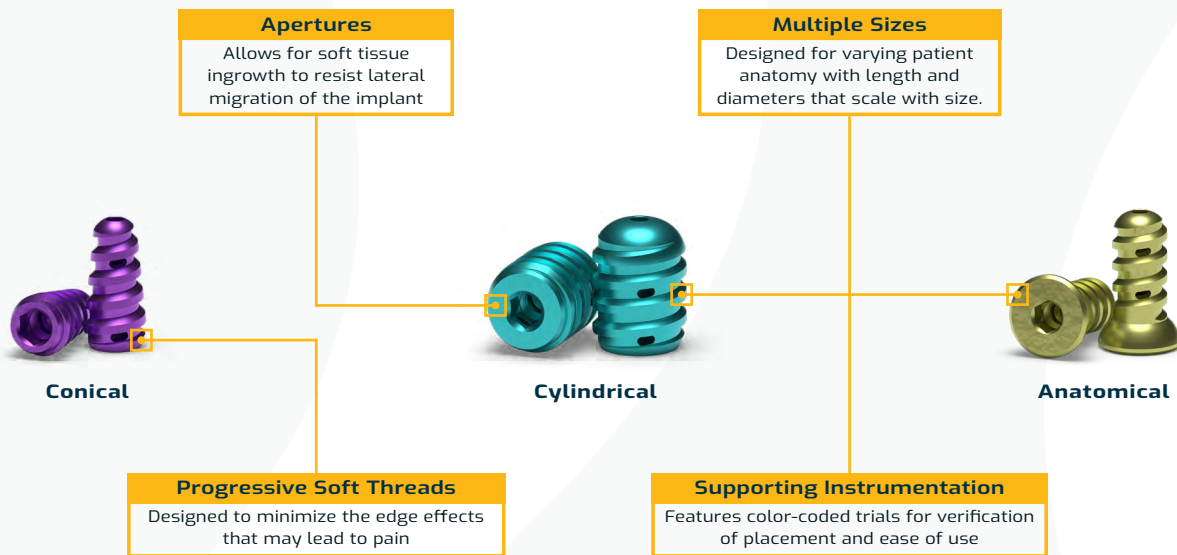 Apertures
Allows for soft tissue
ingrowth to resist lateral
migration of the implant
Multiple Sizes
Designed for varying patient
anatomy with length and
diameters that scale with size.
Conical
Cylindrical
Anatomical
Progressive Soft Threads
Designed to minimize the edge effects
that may lead to pain
Supporting Instrumentation
Features color-coded trials for verification
of placement and ease of use